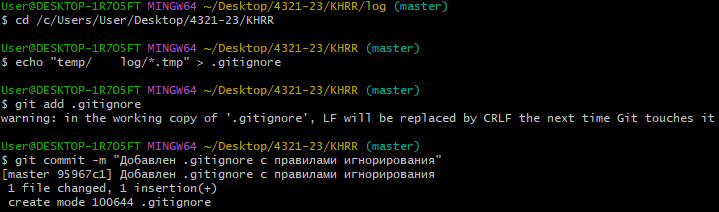 User@DESKTOP-1R7O5FT MINGW64 ~/Desktop/4321-23/KHRR/log (master)
$ cd /c/Users/User/Desktop/4321-23/KHRR
User@DESKTOP-1R7O5FT MINGW64 ~/Desktop/4321-23/KHRR (master)
$ echo "temp/    log/*.tmp" > .gitignore
User@DESKTOP-1R7O5FT MINGW64 ~/Desktop/4321-23/KHRR (master)
$ git add .gitignore
warning: in the working copy of '.gitignore', LF will be replaced by CRLF the next time Git touches it
User@DESKTOP-1R7O5FT MINGW64 ~/Desktop/4321-23/KHRR (master)
$ git commit -m "Добавлен .gitignore с правилами игнорирования"
[master 95967c1] Добавлен .gitignore с правилами игнорирования
 1 file changed, 1 insertion(+)
 create mode 100644 .gitignore